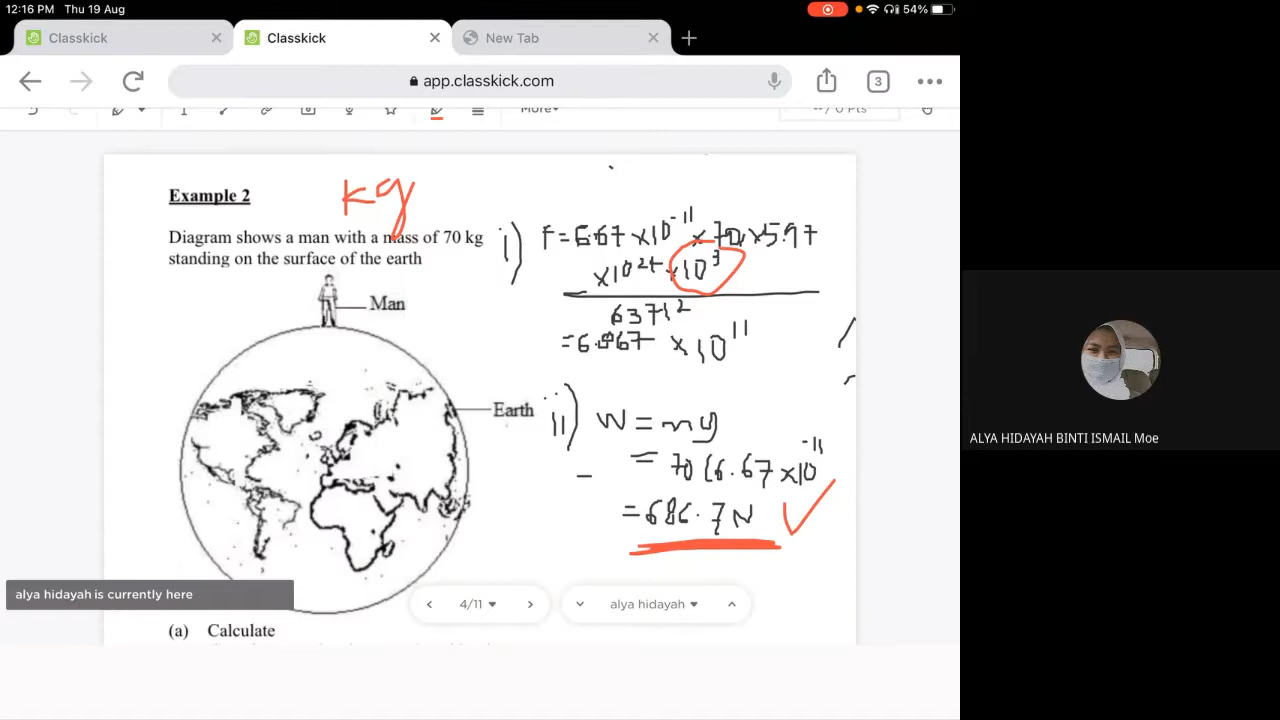 12:16 PM Thu 19 Aug
54%
Classkick
Classkick
New Tab
app.classkick.com
3
More
-- / 0 Pts
Example 2
kg
Diagram shows a man with a mass of 70 kg
standing on the surface of the earth
Man
Earth
i) F = 6.67 × 10⁻¹¹ × 70 × 5.97
× 10²⁴ × 10³
6371²
× 10¹¹
ii) W = mg
= 70 (6.67 × 10⁻¹¹
= 686.7 N
alya hidayah is currently here
4/11
alya hidayah
(a) Calculate
ALYA HIDAYAH BINTI ISMAIL Moe